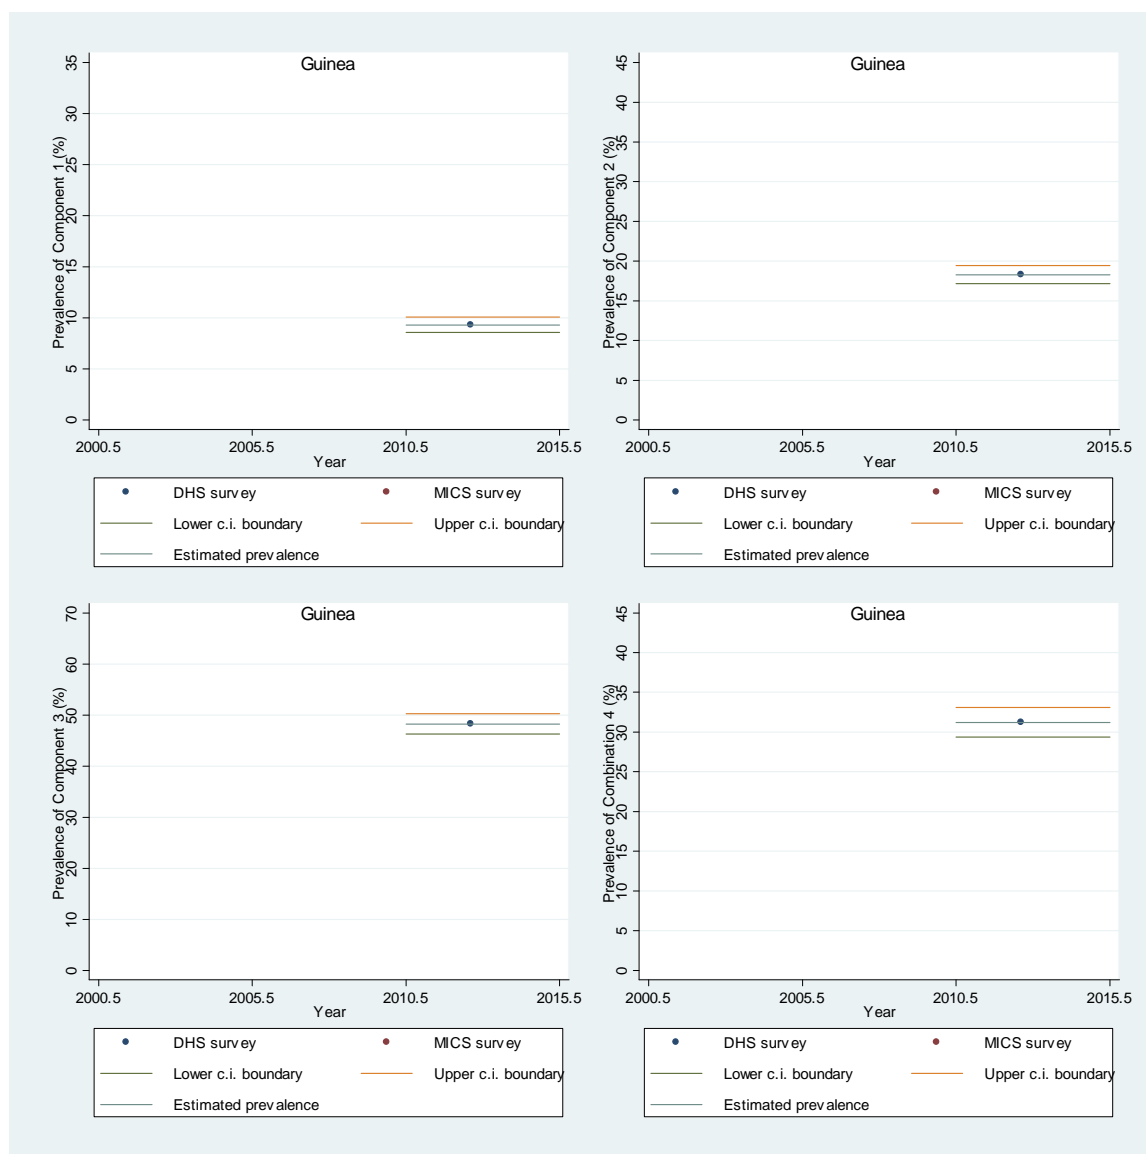 Guinea
Prevalence of Component 1 (%)
35
30
25
20
15
10
5
0
2000.5 2005.5 2010.5 2015.5
Year
DHS survey MICS survey
Lower c.i. boundary Upper c.i. boundary
Estimated prevalence
Guinea
Prevalence of Component 2 (%)
45
40
35
30
25
20
15
10
5
0
2000.5 2005.5 2010.5 2015.5
Year
DHS survey MICS survey
Lower c.i. boundary Upper c.i. boundary
Estimated prevalence
Guinea
Prevalence of Component 3 (%)
70
60
50
40
30
20
10
0
2000.5 2005.5 2010.5 2015.5
Year
DHS survey MICS survey
Lower c.i. boundary Upper c.i. boundary
Estimated prevalence
Guinea
Prevalence of Combination 4 (%)
45
40
35
30
25
20
15
10
5
0
2000.5 2005.5 2010.5 2015.5
Year
DHS survey MICS survey
Lower c.i. boundary Upper c.i. boundary
Estimated prevalence